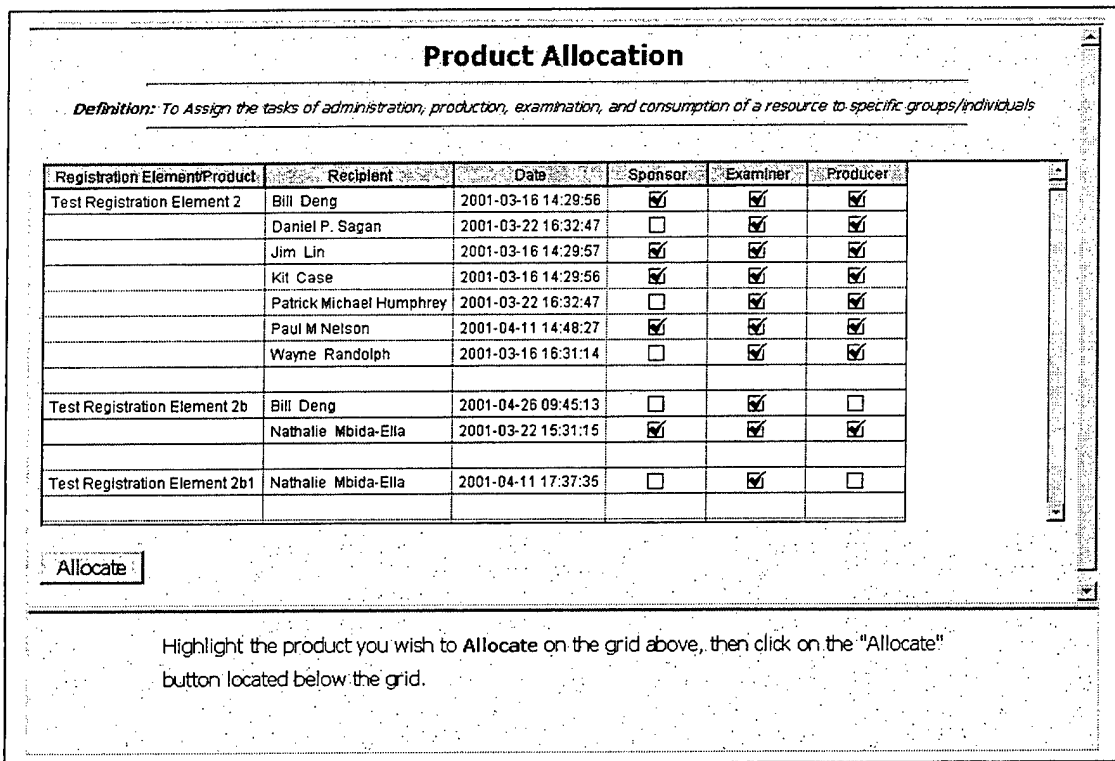 Product Allocation
Definition: To Assign the tasks of administration, production, examination, and consumption of a resource to specific groups/individuals
Registration Element/Product Recipient Date Sponsor Examiner Producer
Test Registration Element 2 Bill Deng 2001-03-16 14:29:56
Daniel P. Sagan 2001-03-22 16:32:47
Jim Lin 2001-03-16 14:29:57
Kit Case 2001-03-16 14:29:56
Patrick Michael Humphrey 2001-03-22 16:32:47
Paul M Nelson 2001-04-11 14:48:27
Wayne Randolph 2001-03-16 16:31:14
Test Registration Element 2b Bill Deng 2001-04-26 09:45:13
Nathalie Mbida-Ella 2001-03-22 15:31:15
Test Registration Element 2b1 Nathalie Mbida-Ella 2001-04-11 17:37:35
Allocate
Highlight the product you wish to Allocate on the grid above, then click on the "Allocate"
button located below the grid.